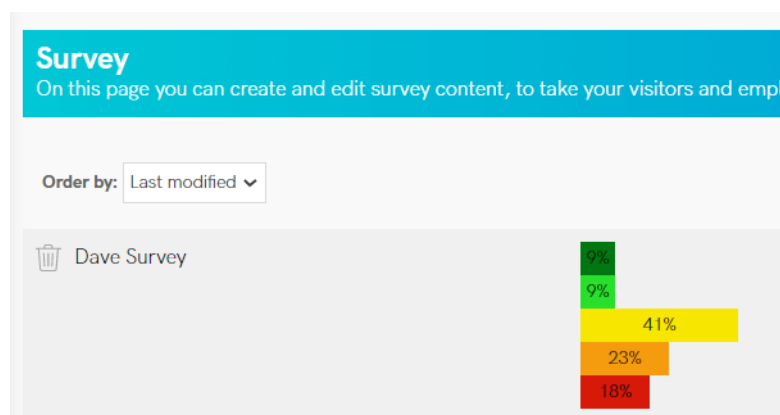 Survey
On this page you can create and edit survey content, to take your visitors and emp
Order by: Last modified
Dave Survey
9%
9%
41%
23%
18%